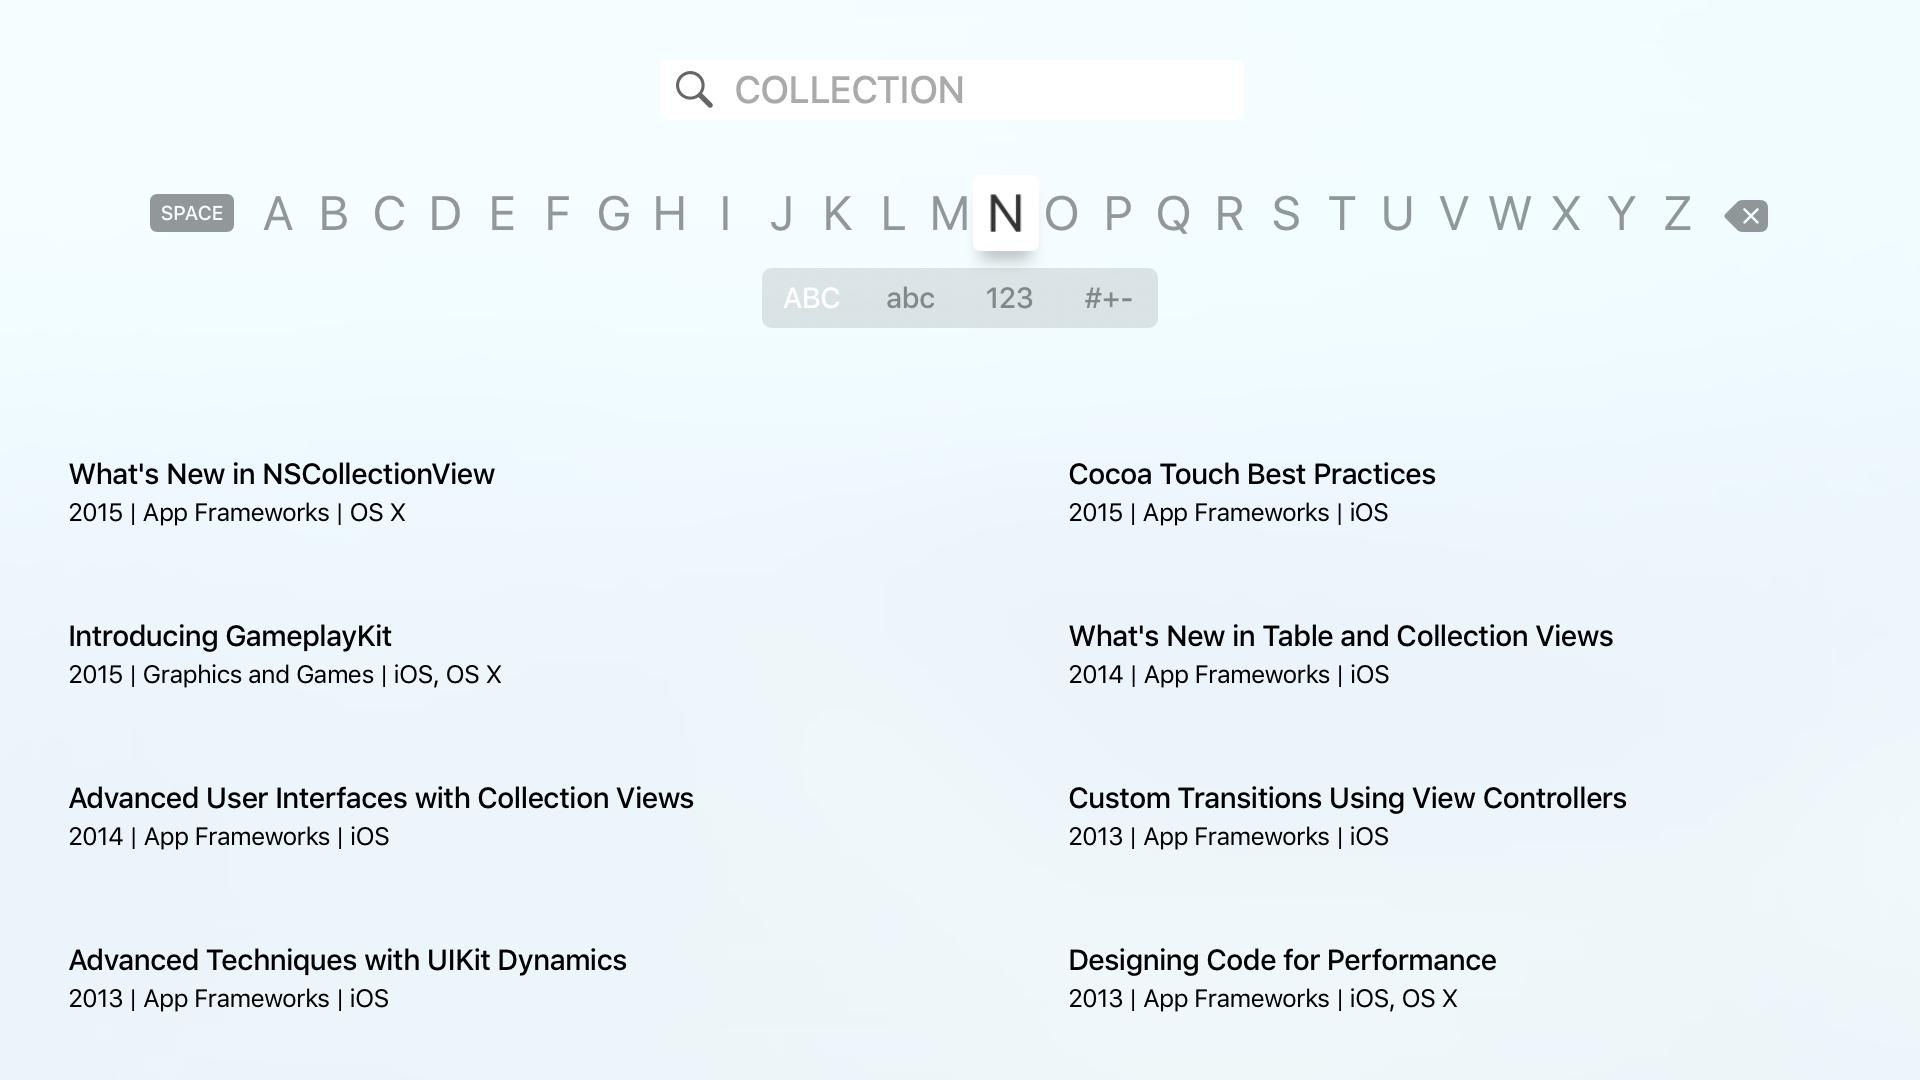 COLLECTION
SPACE A B C D E F G H I J K L M N O P Q R S T U V W X Y Z
ABC abc 123 #+-
What's New in NSCollectionView
2015 | App Frameworks | OS X
Cocoa Touch Best Practices
2015 | App Frameworks | iOS
Introducing GameplayKit
2015 | Graphics and Games | iOS, OS X
What's New in Table and Collection Views
2014 | App Frameworks | iOS
Advanced User Interfaces with Collection Views
2014 | App Frameworks | iOS
Custom Transitions Using View Controllers
2013 | App Frameworks | iOS
Advanced Techniques with UIKit Dynamics
2013 | App Frameworks | iOS
Designing Code for Performance
2013 | App Frameworks | iOS, OS X